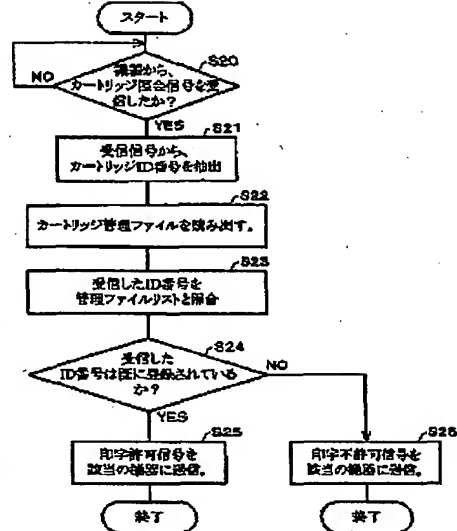 スタート
S20
機器から、
カートリッジ照会信号を受
信したか？
NO
YES
S21
受信信号から、
カートリッジID番号を抽出
S22
カートリッジ管理ファイルを読み出す。
S23
受信したID番号を
管理ファイルリストと照合
S24
受信した
ID番号は既に登録されている
か？
NO
YES
S25
印字許可信号を
該当の機器に送信。
S26
印字不許可信号を
該当の機器に送信。
終了
終了